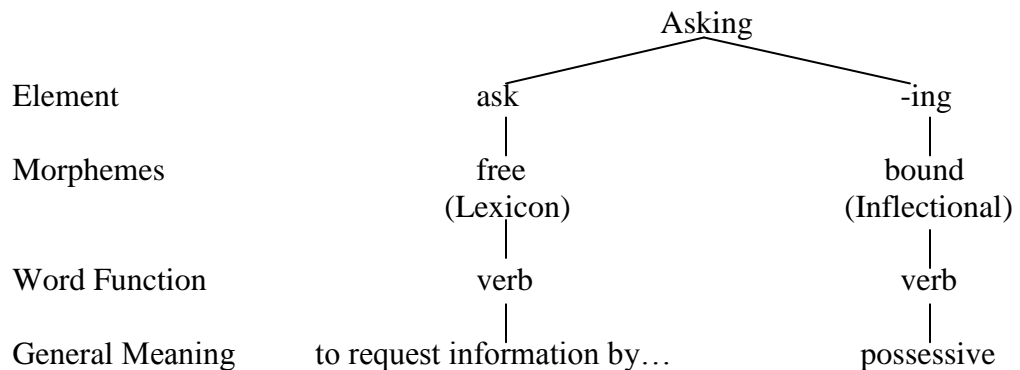 Asking
Element ask -ing
Morphemes free bound
(Lexicon) (Inflectional)
Word Function verb verb
General Meaning to request information by… possessive